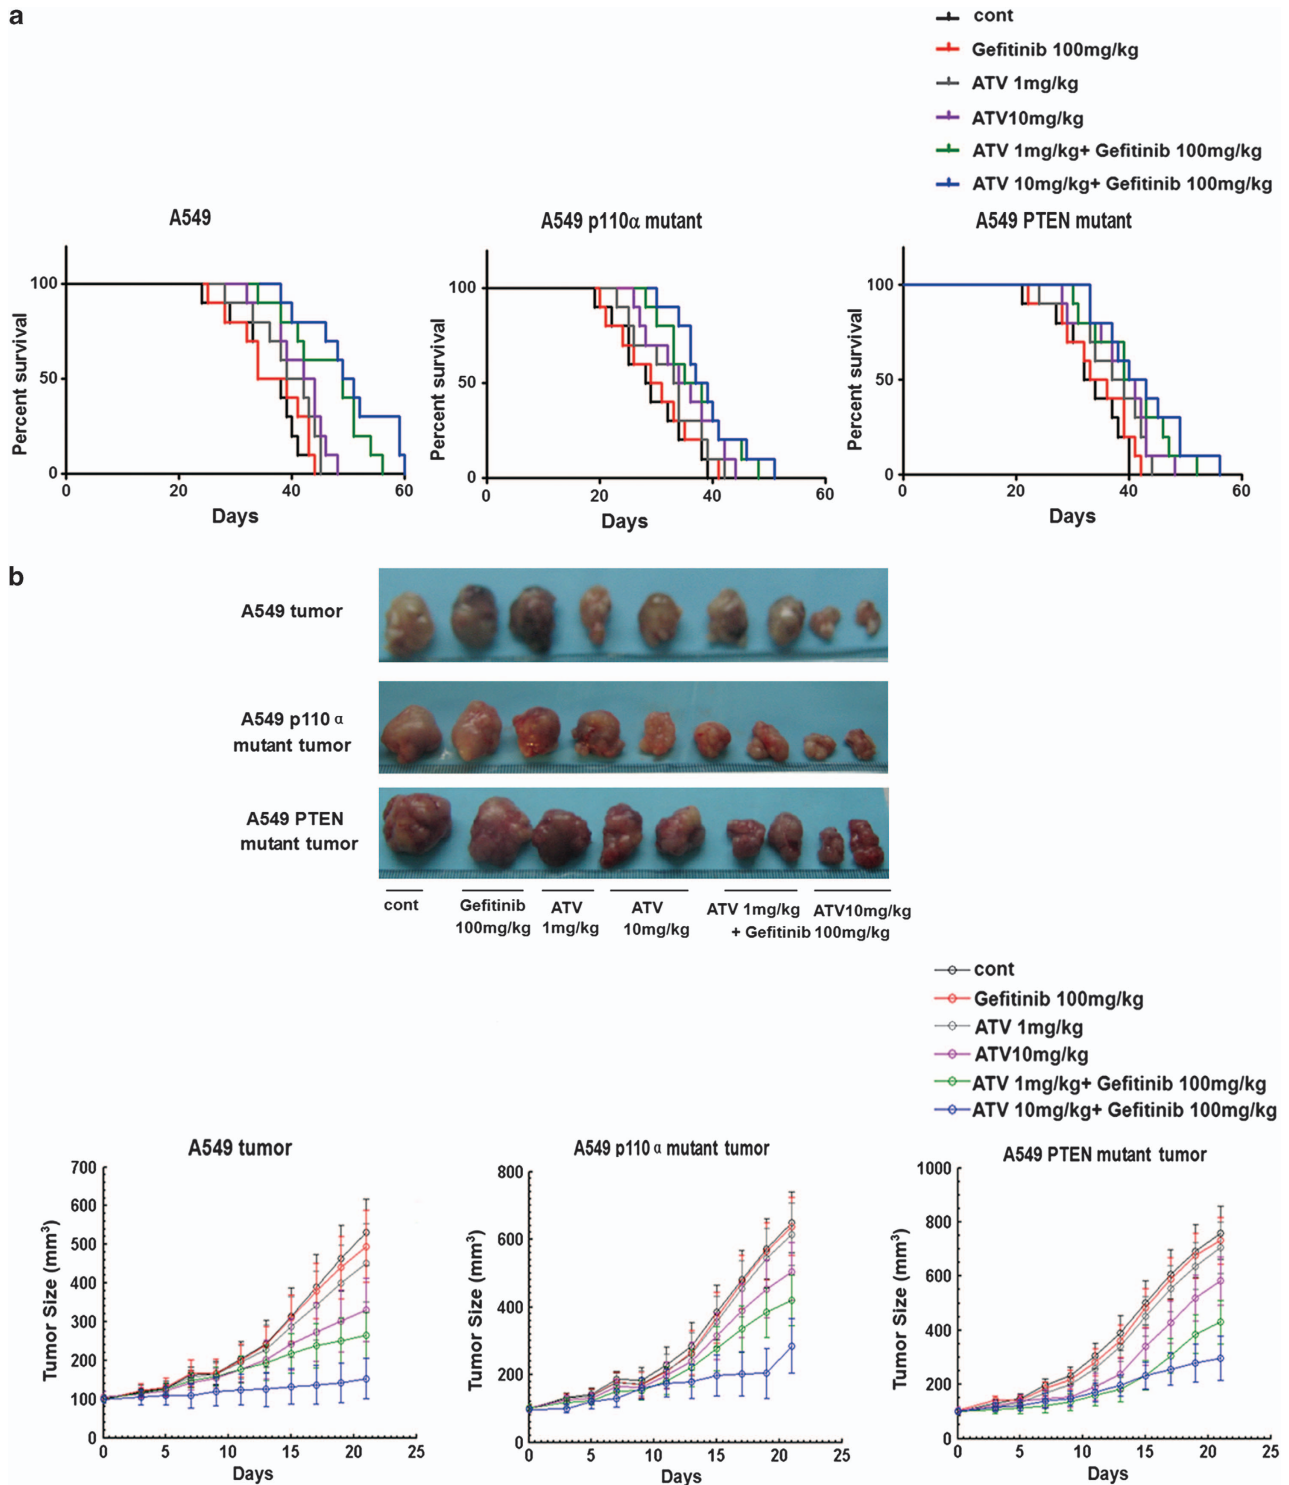 a
cont
Gefitinib 100mg/kg
ATV 1mg/kg
ATV10mg/kg
ATV 1mg/kg+ Gefitinib 100mg/kg
ATV 10mg/kg+ Gefitinib 100mg/kg
A549
Percent survival
100
50
0
0 20 40 60
Days
A549 p110α mutant
Percent survival
100
50
0
0 20 40 60
Days
A549 PTEN mutant
Percent survival
100
50
0
0 20 40 60
Days
b
A549 tumor
A549 p110 α
mutant tumor
A549 PTEN
mutant tumor
cont
Gefitinib
100mg/kg
ATV
1mg/kg
ATV
10mg/kg
ATV 1mg/kg ATV10mg/kg
+ Gefitinib 100mg/kg
cont
Gefitinib 100mg/kg
ATV 1mg/kg
ATV10mg/kg
ATV 1mg/kg+ Gefitinib 100mg/kg
ATV 10mg/kg+ Gefitinib 100mg/kg
A549 tumor
Tumor Size (mm³)
700
600
500
400
300
200
100
0
0 5 10 15 20 25
Days
A549 p110 α mutant tumor
Tumor Size (mm³)
800
600
400
200
0
0 5 10 15 20 25
Days
A549 PTEN mutant tumor
Tumor Size (mm³)
1000
800
600
400
200
0
0 5 10 15 20 25
Days